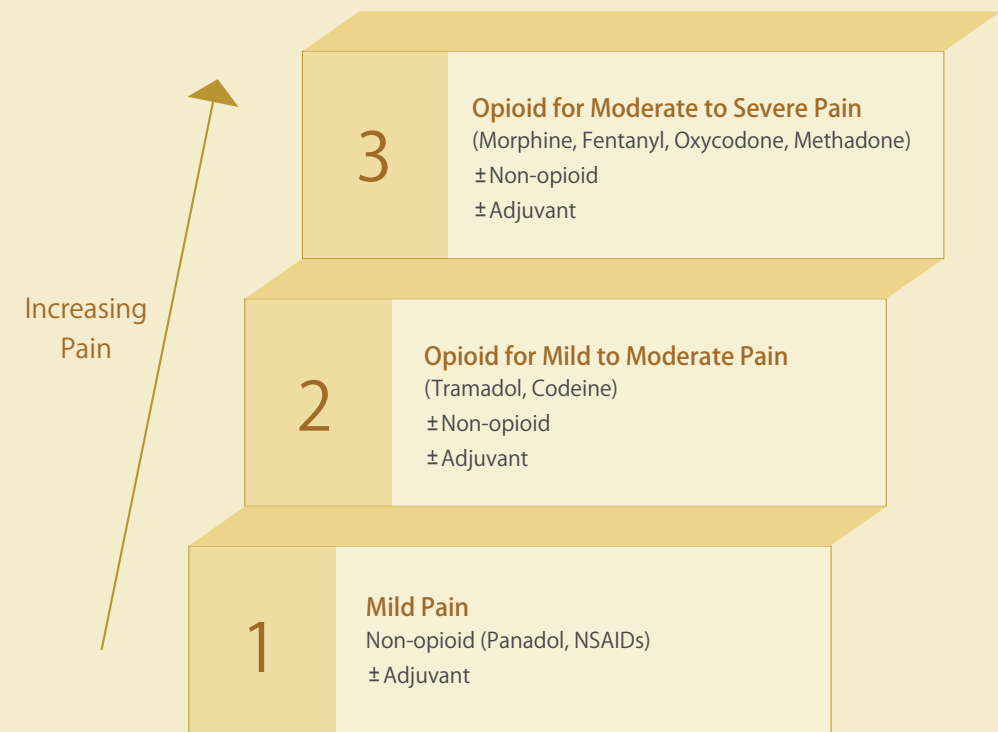 3
Opioid for Moderate to Severe Pain
(Morphine, Fentanyl, Oxycodone, Methadone)
±Non-opioid
±Adjuvant
Increasing
Pain
2
Opioid for Mild to Moderate Pain
(Tramadol, Codeine)
±Non-opioid
±Adjuvant
1
Mild Pain
Non-opioid (Panadol, NSAIDs)
±Adjuvant